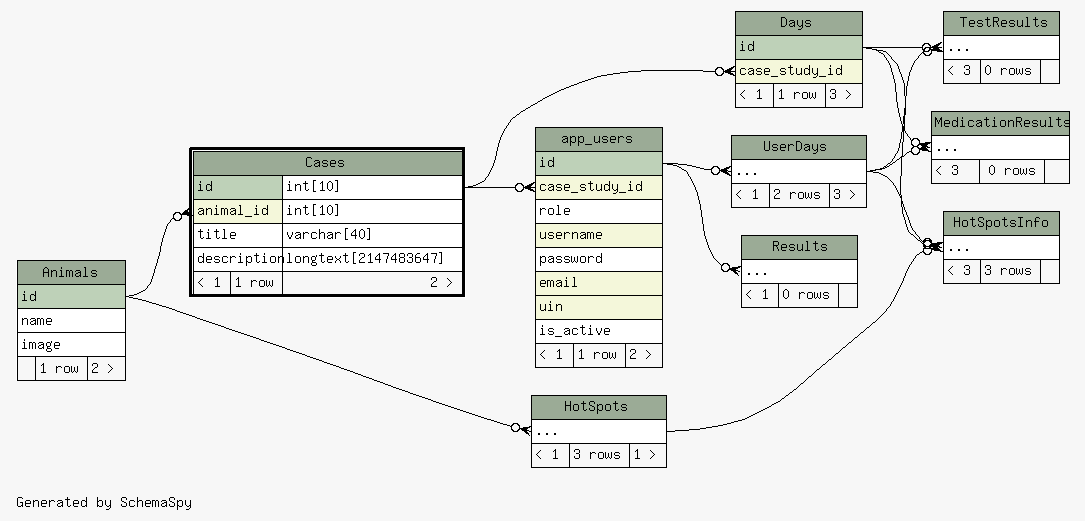 Animals
id
name
image
1 row 2 >
Cases
id int[10]
animal_id int[10]
title varchar[40]
description longtext[2147483647]
< 1 1 row 2 >
app_users
id
case_study_id
role
username
password
email
uin
is_active
< 1 1 row 2 >
HotSpots
...
< 1 3 rows 1 >
Days
id
case_study_id
< 1 1 row 3 >
UserDays
...
< 1 2 rows 3 >
Results
...
< 1 0 rows
TestResults
...
< 3 0 rows
MedicationResults
...
< 3 0 rows
HotSpotsInfo
...
< 3 3 rows
Generated by SchemaSpy